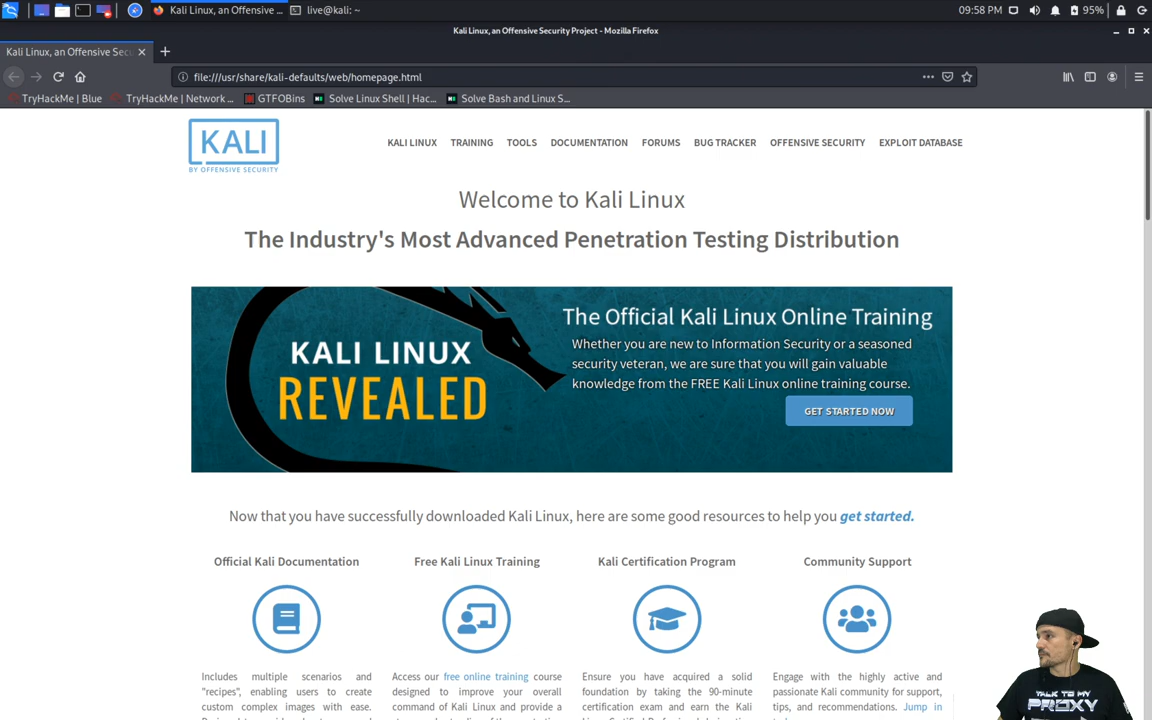 Kali Linux, an Offensive ...
live@kali: ~
09:58 PM
95%
Kali Linux, an Offensive Security Project - Mozilla Firefox
Kali Linux, an Offensive Secu
file:///usr/share/kali-defaults/web/homepage.html
TryHackMe | Blue
TryHackMe | Network ...
GTFOBins
Solve Linux Shell | Hac...
Solve Bash and Linux S...
KALI
BY OFFENSIVE SECURITY
KALI LINUX
TRAINING
TOOLS
DOCUMENTATION
FORUMS
BUG TRACKER
OFFENSIVE SECURITY
EXPLOIT DATABASE
Welcome to Kali Linux
The Industry's Most Advanced Penetration Testing Distribution
KALI LINUX
REVEALED
The Official Kali Linux Online Training
Whether you are new to Information Security or a seasoned
security veteran, we are sure that you will gain valuable
knowledge from the FREE Kali Linux online training course.
GET STARTED NOW
Now that you have successfully downloaded Kali Linux, here are some good resources to help you get started.
Official Kali Documentation
Includes multiple scenarios and
"recipes", enabling users to create
custom complex images with ease.
Free Kali Linux Training
Access our free online training course
designed to improve your overall
command of Kali Linux and provide a
Kali Certification Program
Ensure you have acquired a solid
foundation by taking the 90-minute
certification exam and earn the Kali
Community Support
Engage with the highly active and
passionate Kali community for support,
tips, and recommendations. Jump in
TALK TO MY
PROXY